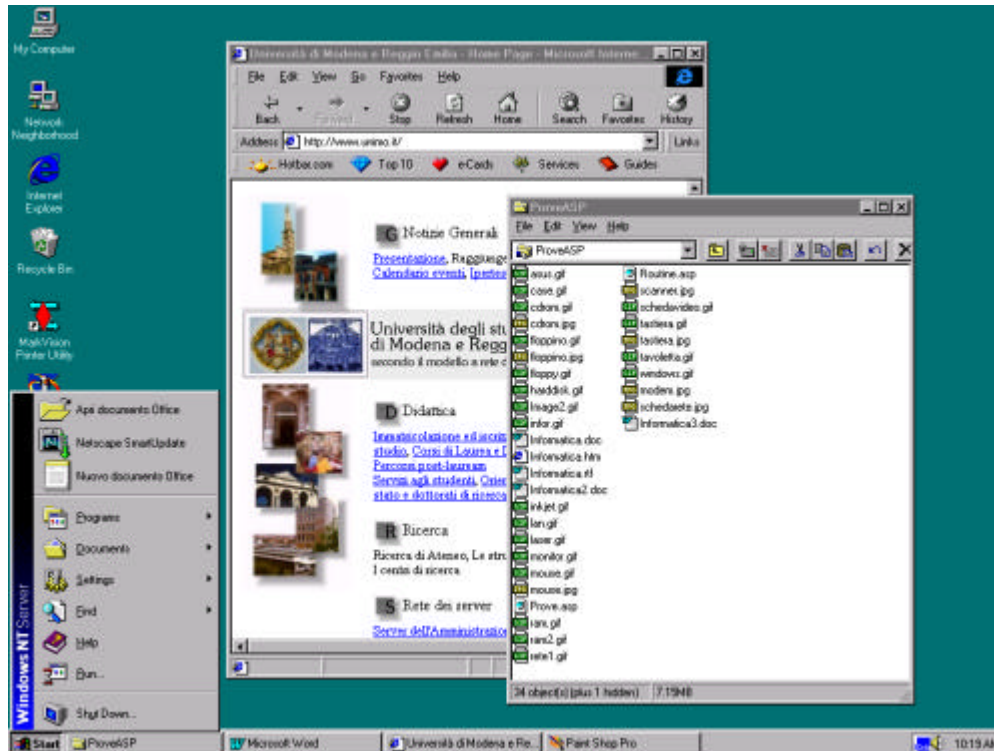 My Computer
Network
Neighborhood
Internet
Explorer
Recycle Bin
MarkVision
Printer Utility
Università di Modena e Reggio Emilia - Home Page - Microsoft Interne...
File Edit View Go Favorites Help
Back Forward Stop Refresh Home Search Favorites History
Address http://www.unimo.it/ Links
Hotbar.com Top 10 e-Cards Services Guides
G Notizie Generali
Presentazione, Raggiunge
Calendario eventi, Ipertes
Università degli stu
di Modena e Regg
secondo il modello a rete c
D Didattica
Immatricolazione ed iscriz
studio, Corsi di Laurea e D
Percorsi post-lauream
Servizi agli studenti, Orien
stato e dottorati di ricerca
R Ricerca
Ricerca di Ateneo, Le stru
I centri di ricerca
S Rete dei server
Server dell'Amministrazion
ProveASP
File Edit View Help
ProveASP
asus.gif
case.gif
cdrom.gif
cdrom.jpg
floppino.gif
floppino.jpg
floppy.gif
harddisk.gif
Image2.gif
infor.gif
Informatica.doc
Informatica.htm
Informatica.rtf
Informatica2.doc
inkjet.gif
lan.gif
laser.gif
monitor.gif
mouse.gif
mouse.jpg
Prove.asp
ram.gif
ram2.gif
rete1.gif
Routine.asp
scanner.jpg
schedavideo.gif
tastiera.gif
tastiera.jpg
tavoletta.gif
windows.gif
modem.jpg
schedarete.jpg
Informatica3.doc
34 object(s) (plus 1 hidden) 7.19MB
Windows NT Server
Apri documento Office
Netscape SmartUpdate
Nuovo documento Office
Programs
Documents
Settings
Find
Help
Run...
Shut Down...
Start ProveASP Microsoft Word Università di Modena e Re... Paint Shop Pro 10:19 AM